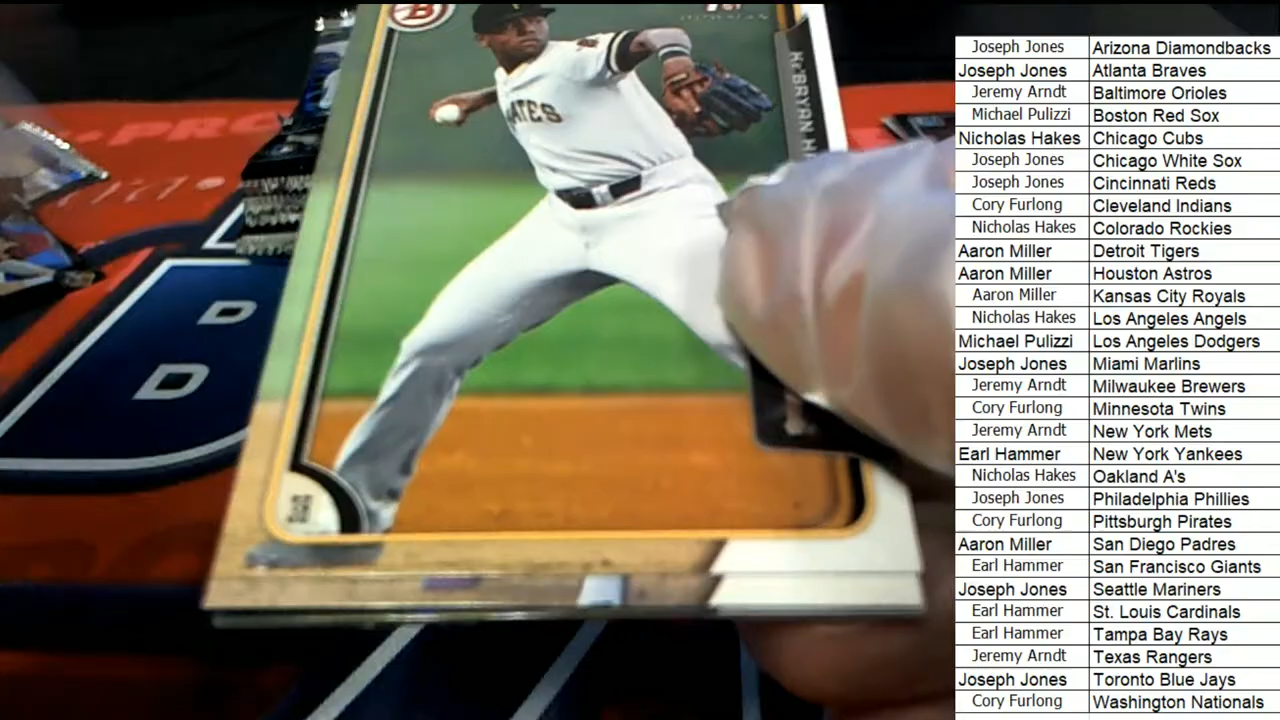 B
KE'BRYAN H
ATES
PRO
D
D
Joseph Jones Arizona Diamondbacks
Joseph Jones Atlanta Braves
Jeremy Arndt Baltimore Orioles
Michael Pulizzi Boston Red Sox
Nicholas Hakes Chicago Cubs
Joseph Jones Chicago White Sox
Joseph Jones Cincinnati Reds
Cory Furlong Cleveland Indians
Nicholas Hakes Colorado Rockies
Aaron Miller Detroit Tigers
Aaron Miller Houston Astros
Aaron Miller Kansas City Royals
Nicholas Hakes Los Angeles Angels
Michael Pulizzi Los Angeles Dodgers
Joseph Jones Miami Marlins
Jeremy Arndt Milwaukee Brewers
Cory Furlong Minnesota Twins
Jeremy Arndt New York Mets
Earl Hammer New York Yankees
Nicholas Hakes Oakland A's
Joseph Jones Philadelphia Phillies
Cory Furlong Pittsburgh Pirates
Aaron Miller San Diego Padres
Earl Hammer San Francisco Giants
Joseph Jones Seattle Mariners
Earl Hammer St. Louis Cardinals
Earl Hammer Tampa Bay Rays
Jeremy Arndt Texas Rangers
Joseph Jones Toronto Blue Jays
Cory Furlong Washington Nationals